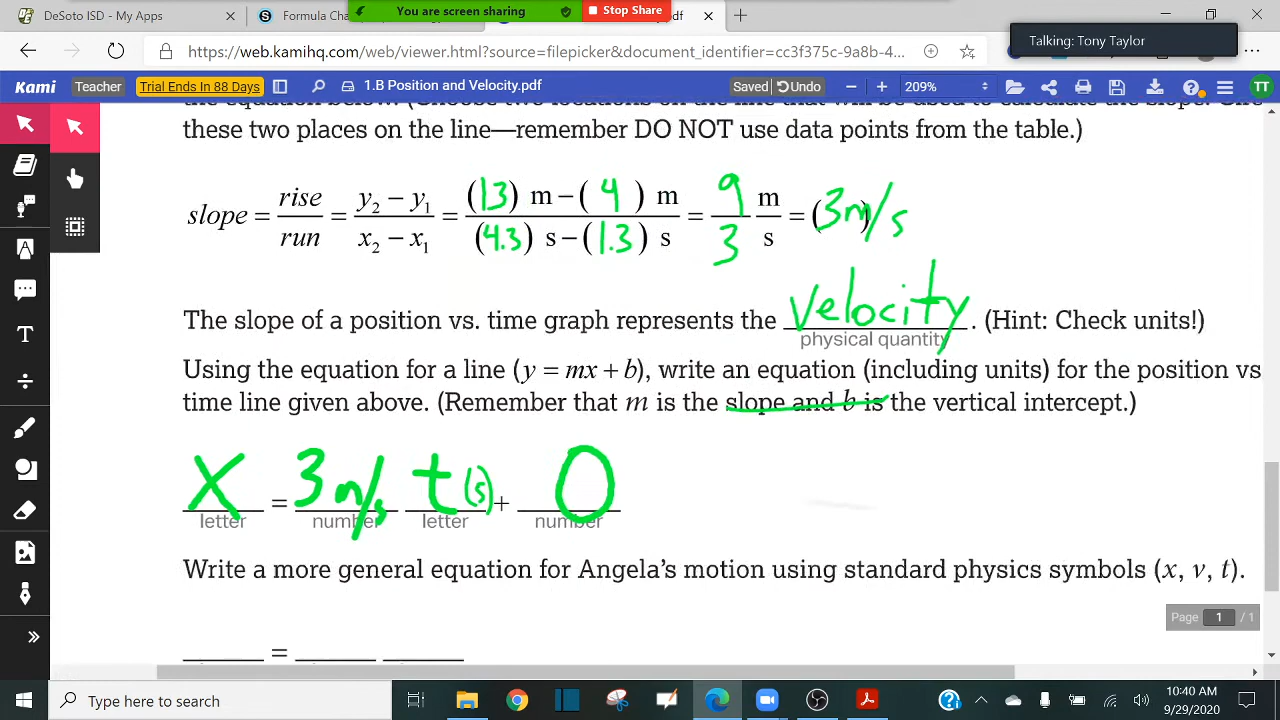 DeSoto App
Formula Cha
You are screen sharing
Stop Share
.pdf
Talking: Tony Taylor
https://web.kamihq.com/web/viewer.html?source=filepicker&document_identifier=cc3f375c-9a8b-4...
Kami Teacher Trial Ends In 88 Days 1.B Position and Velocity.pdf Saved Undo 209% TT
these two places on the line—remember DO NOT use data points from the table.)
slope = rise/run = (y₂ − y₁)/(x₂ − x₁) = ((13) m − (4) m)/((4.3) s − (1.3) s) = 9/3 m/s = (3m/s)
The slope of a position vs. time graph represents the velocity. (Hint: Check units!)
physical quantity
Using the equation for a line (y = mx + b), write an equation (including units) for the position vs
time line given above. (Remember that m is the slope and b is the vertical intercept.)
x = 3 m/s t (s) + 0
letter number letter number
Write a more general equation for Angela’s motion using standard physics symbols (x, v, t).
=
Page 1 / 1
Type here to search
10:40 AM
9/29/2020